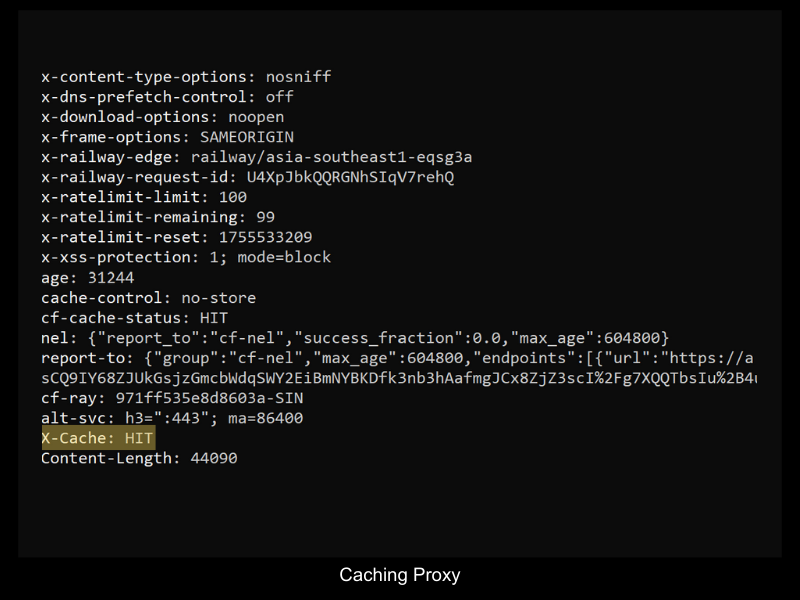 x-content-type-options: nosniff
x-dns-prefetch-control: off
x-download-options: noopen
x-frame-options: SAMEORIGIN
x-railway-edge: railway/asia-southeast1-eqsg3a
x-railway-request-id: U4XpJbkQQRGNhSIqV7rehQ
x-ratelimit-limit: 100
x-ratelimit-remaining: 99
x-ratelimit-reset: 1755533209
x-xss-protection: 1; mode=block
age: 31244
cache-control: no-store
cf-cache-status: HIT
nel: {"report_to":"cf-nel","success_fraction":0.0,"max_age":604800}
report-to: {"group":"cf-nel","max_age":604800,"endpoints":[{"url":"https://a
sCQ9IY68ZJUkGsjzGmcbWdqSWY2EiBmNYBKDfk3nb3hAafmgJCx8ZjZ3scI%2Fg7XQQTbsIu%2B4u
cf-ray: 971ff535e8d8603a-SIN
alt-svc: h3=":443"; ma=86400
X-Cache: HIT
Content-Length: 44090
Caching Proxy